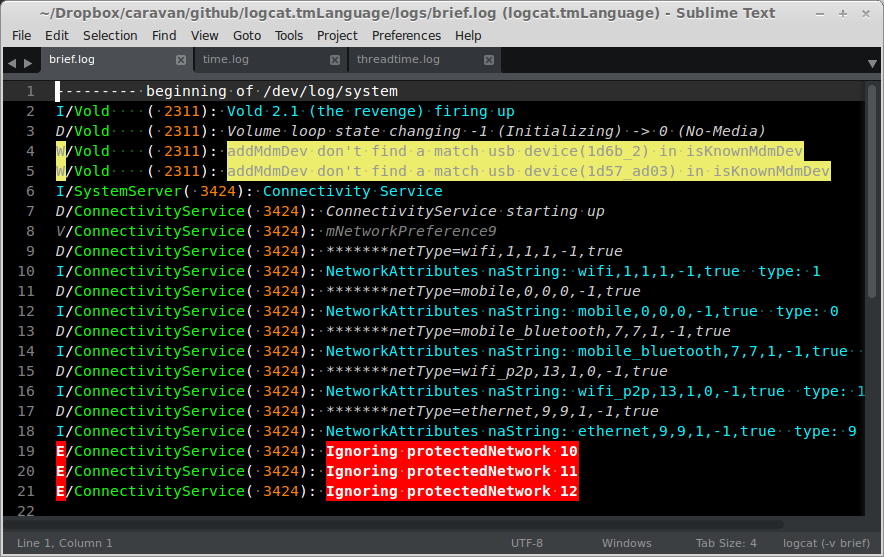 ~/Dropbox/caravan/github/logcat.tmLanguage/logs/brief.log (logcat.tmLanguage) - Sublime Text
File Edit Selection Find View Goto Tools Project Preferences Help
brief.log time.log threadtime.log
1 --------- beginning of /dev/log/system
2 I/Vold    ( 2311): Vold 2.1 (the revenge) firing up
3 D/Vold    ( 2311): Volume loop state changing -1 (Initializing) -> 0 (No-Media)
4 W/Vold    ( 2311): addMdmDev don't find a match usb device(1d6b_2) in isKnownMdmDev
5 W/Vold    ( 2311): addMdmDev don't find a match usb device(1d57_ad03) in isKnownMdmDev
6 I/SystemServer( 3424): Connectivity Service
7 D/ConnectivityService( 3424): ConnectivityService starting up
8 V/ConnectivityService( 3424): mNetworkPreference9
9 D/ConnectivityService( 3424): *******netType=wifi,1,1,1,-1,true
10 I/ConnectivityService( 3424): NetworkAttributes naString: wifi,1,1,1,-1,true  type: 1
11 D/ConnectivityService( 3424): *******netType=mobile,0,0,0,-1,true
12 I/ConnectivityService( 3424): NetworkAttributes naString: mobile,0,0,0,-1,true  type: 0
13 D/ConnectivityService( 3424): *******netType=mobile_bluetooth,7,7,1,-1,true
14 I/ConnectivityService( 3424): NetworkAttributes naString: mobile_bluetooth,7,7,1,-1,true
15 D/ConnectivityService( 3424): *******netType=wifi_p2p,13,1,0,-1,true
16 I/ConnectivityService( 3424): NetworkAttributes naString: wifi_p2p,13,1,0,-1,true  type: 1
17 D/ConnectivityService( 3424): *******netType=ethernet,9,9,1,-1,true
18 I/ConnectivityService( 3424): NetworkAttributes naString: ethernet,9,9,1,-1,true  type: 9
19 E/ConnectivityService( 3424): Ignoring protectedNetwork 10
20 E/ConnectivityService( 3424): Ignoring protectedNetwork 11
21 E/ConnectivityService( 3424): Ignoring protectedNetwork 12
22
Line 1, Column 1 UTF-8 Windows Tab Size: 4 logcat (-v brief)